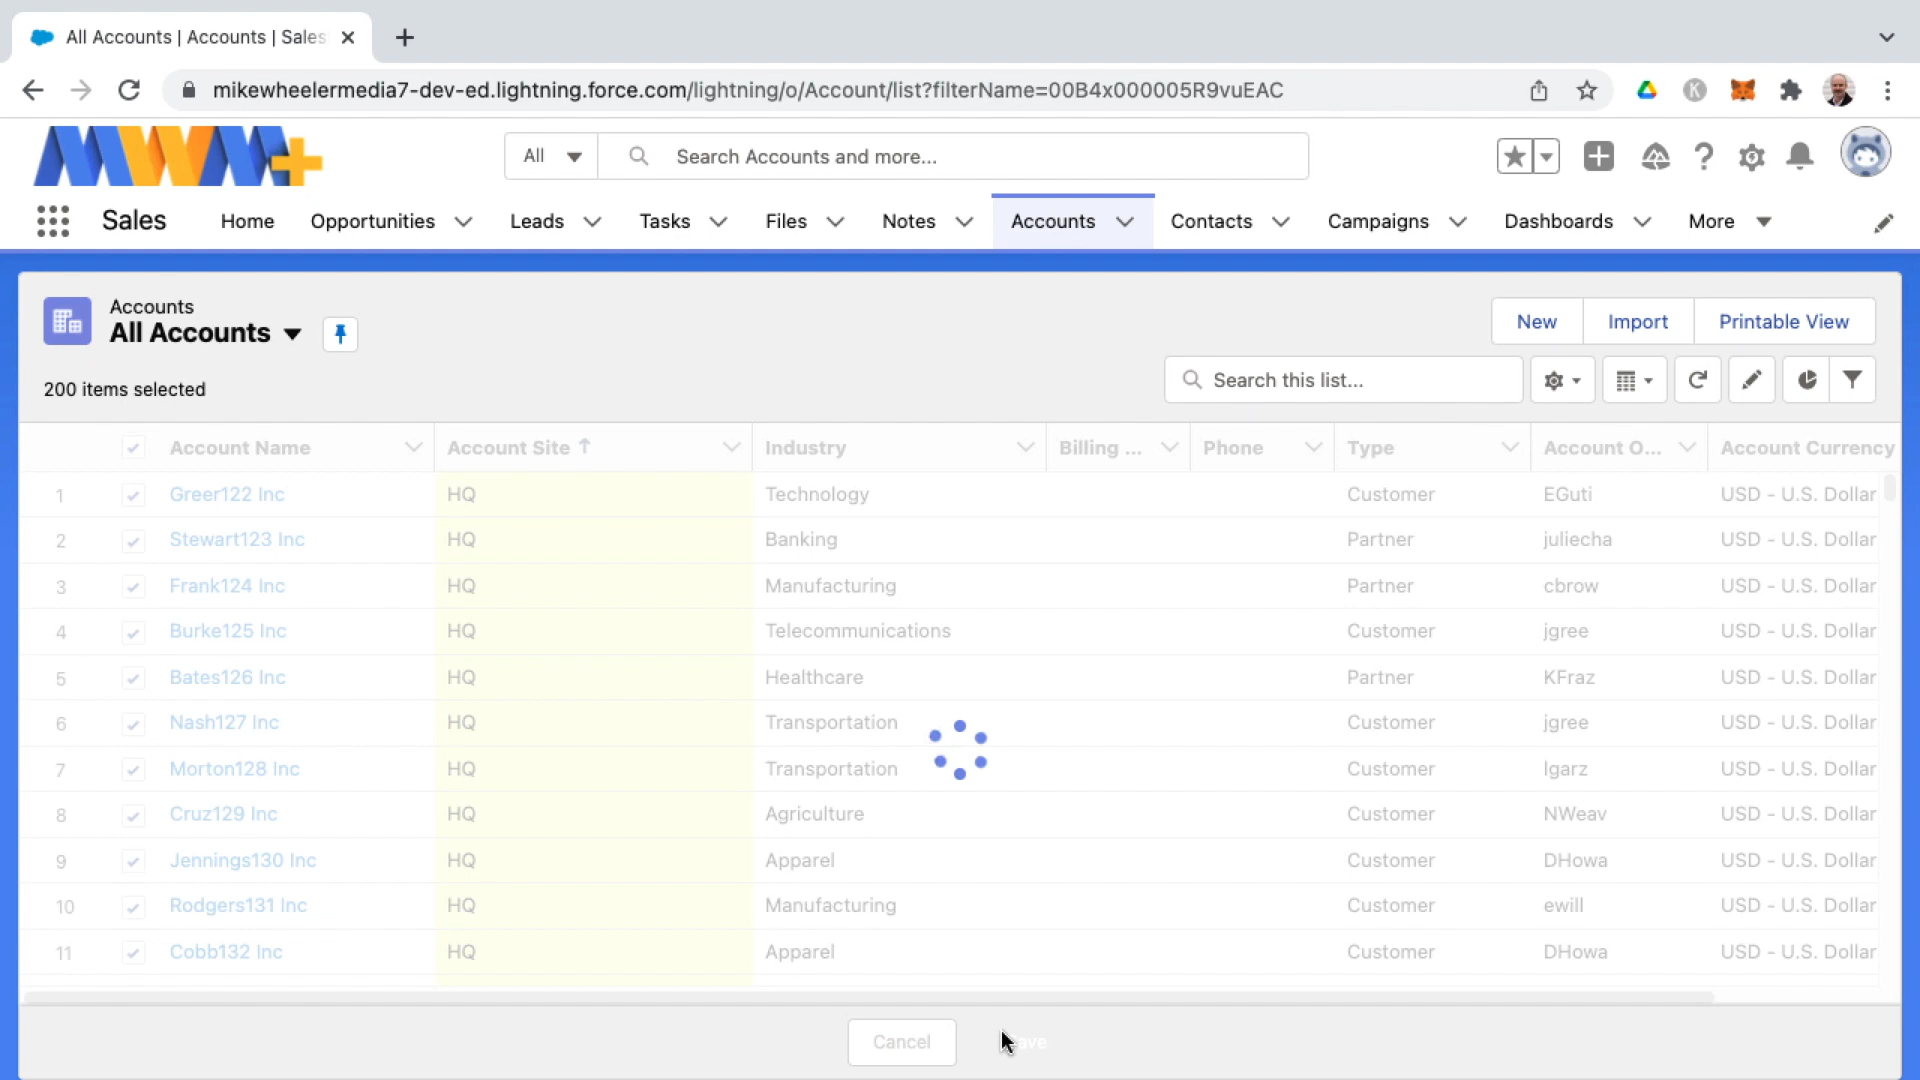 All Accounts | Accounts | Sales
mikewheelermedia7-dev-ed.lightning.force.com/lightning/o/Account/list?filterName=00B4x000005R9vuEAC
K
MWM+
All
Search Accounts and more...
Sales Home Opportunities Leads Tasks Files Notes Accounts Contacts Campaigns Dashboards More
Accounts
All Accounts
New Import Printable View
200 items selected
Search this list...
Account Name Account Site Industry Billing ... Phone Type Account O... Account Currency
1 Greer122 Inc HQ Technology Customer EGuti USD - U.S. Dollar
2 Stewart123 Inc HQ Banking Partner juliecha USD - U.S. Dollar
3 Frank124 Inc HQ Manufacturing Partner cbrow USD - U.S. Dollar
4 Burke125 Inc HQ Telecommunications Customer jgree USD - U.S. Dollar
5 Bates126 Inc HQ Healthcare Partner KFraz USD - U.S. Dollar
6 Nash127 Inc HQ Transportation Customer jgree USD - U.S. Dollar
7 Morton128 Inc HQ Transportation Customer lgarz USD - U.S. Dollar
8 Cruz129 Inc HQ Agriculture Customer NWeav USD - U.S. Dollar
9 Jennings130 Inc HQ Apparel Customer DHowa USD - U.S. Dollar
10 Rodgers131 Inc HQ Manufacturing Customer ewill USD - U.S. Dollar
11 Cobb132 Inc HQ Apparel Customer DHowa USD - U.S. Dollar
Cancel